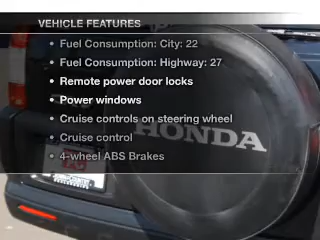 VEHICLE FEATURES
• Fuel Consumption: City: 22
• Fuel Consumption: Highway: 27
• Remote power door locks
• Power windows
• Cruise controls on steering wheel
• Cruise control
• 4-wheel ABS Brakes
HONDA